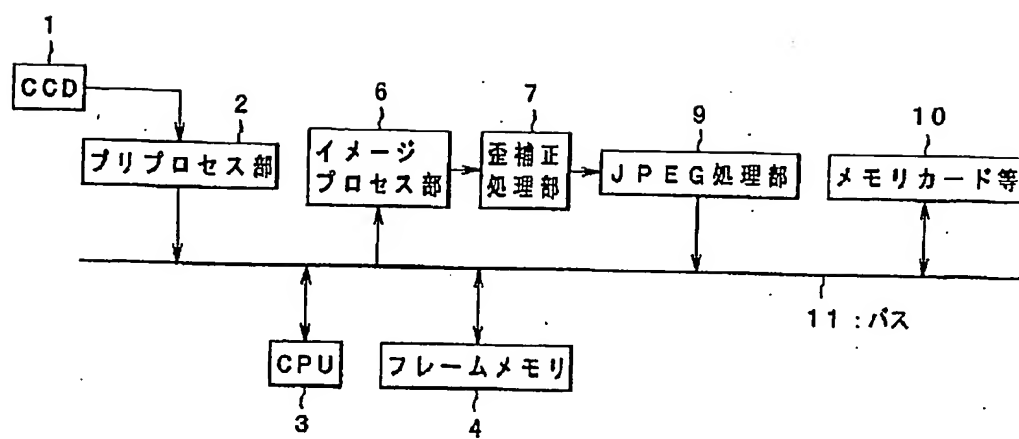 1
CCD
2
プリプロセス部
6
イメージ
プロセス部
7
歪補正
処理部
9
JPEG処理部
10
メモリカード等
11:バス
CPU
3
フレームメモリ
4